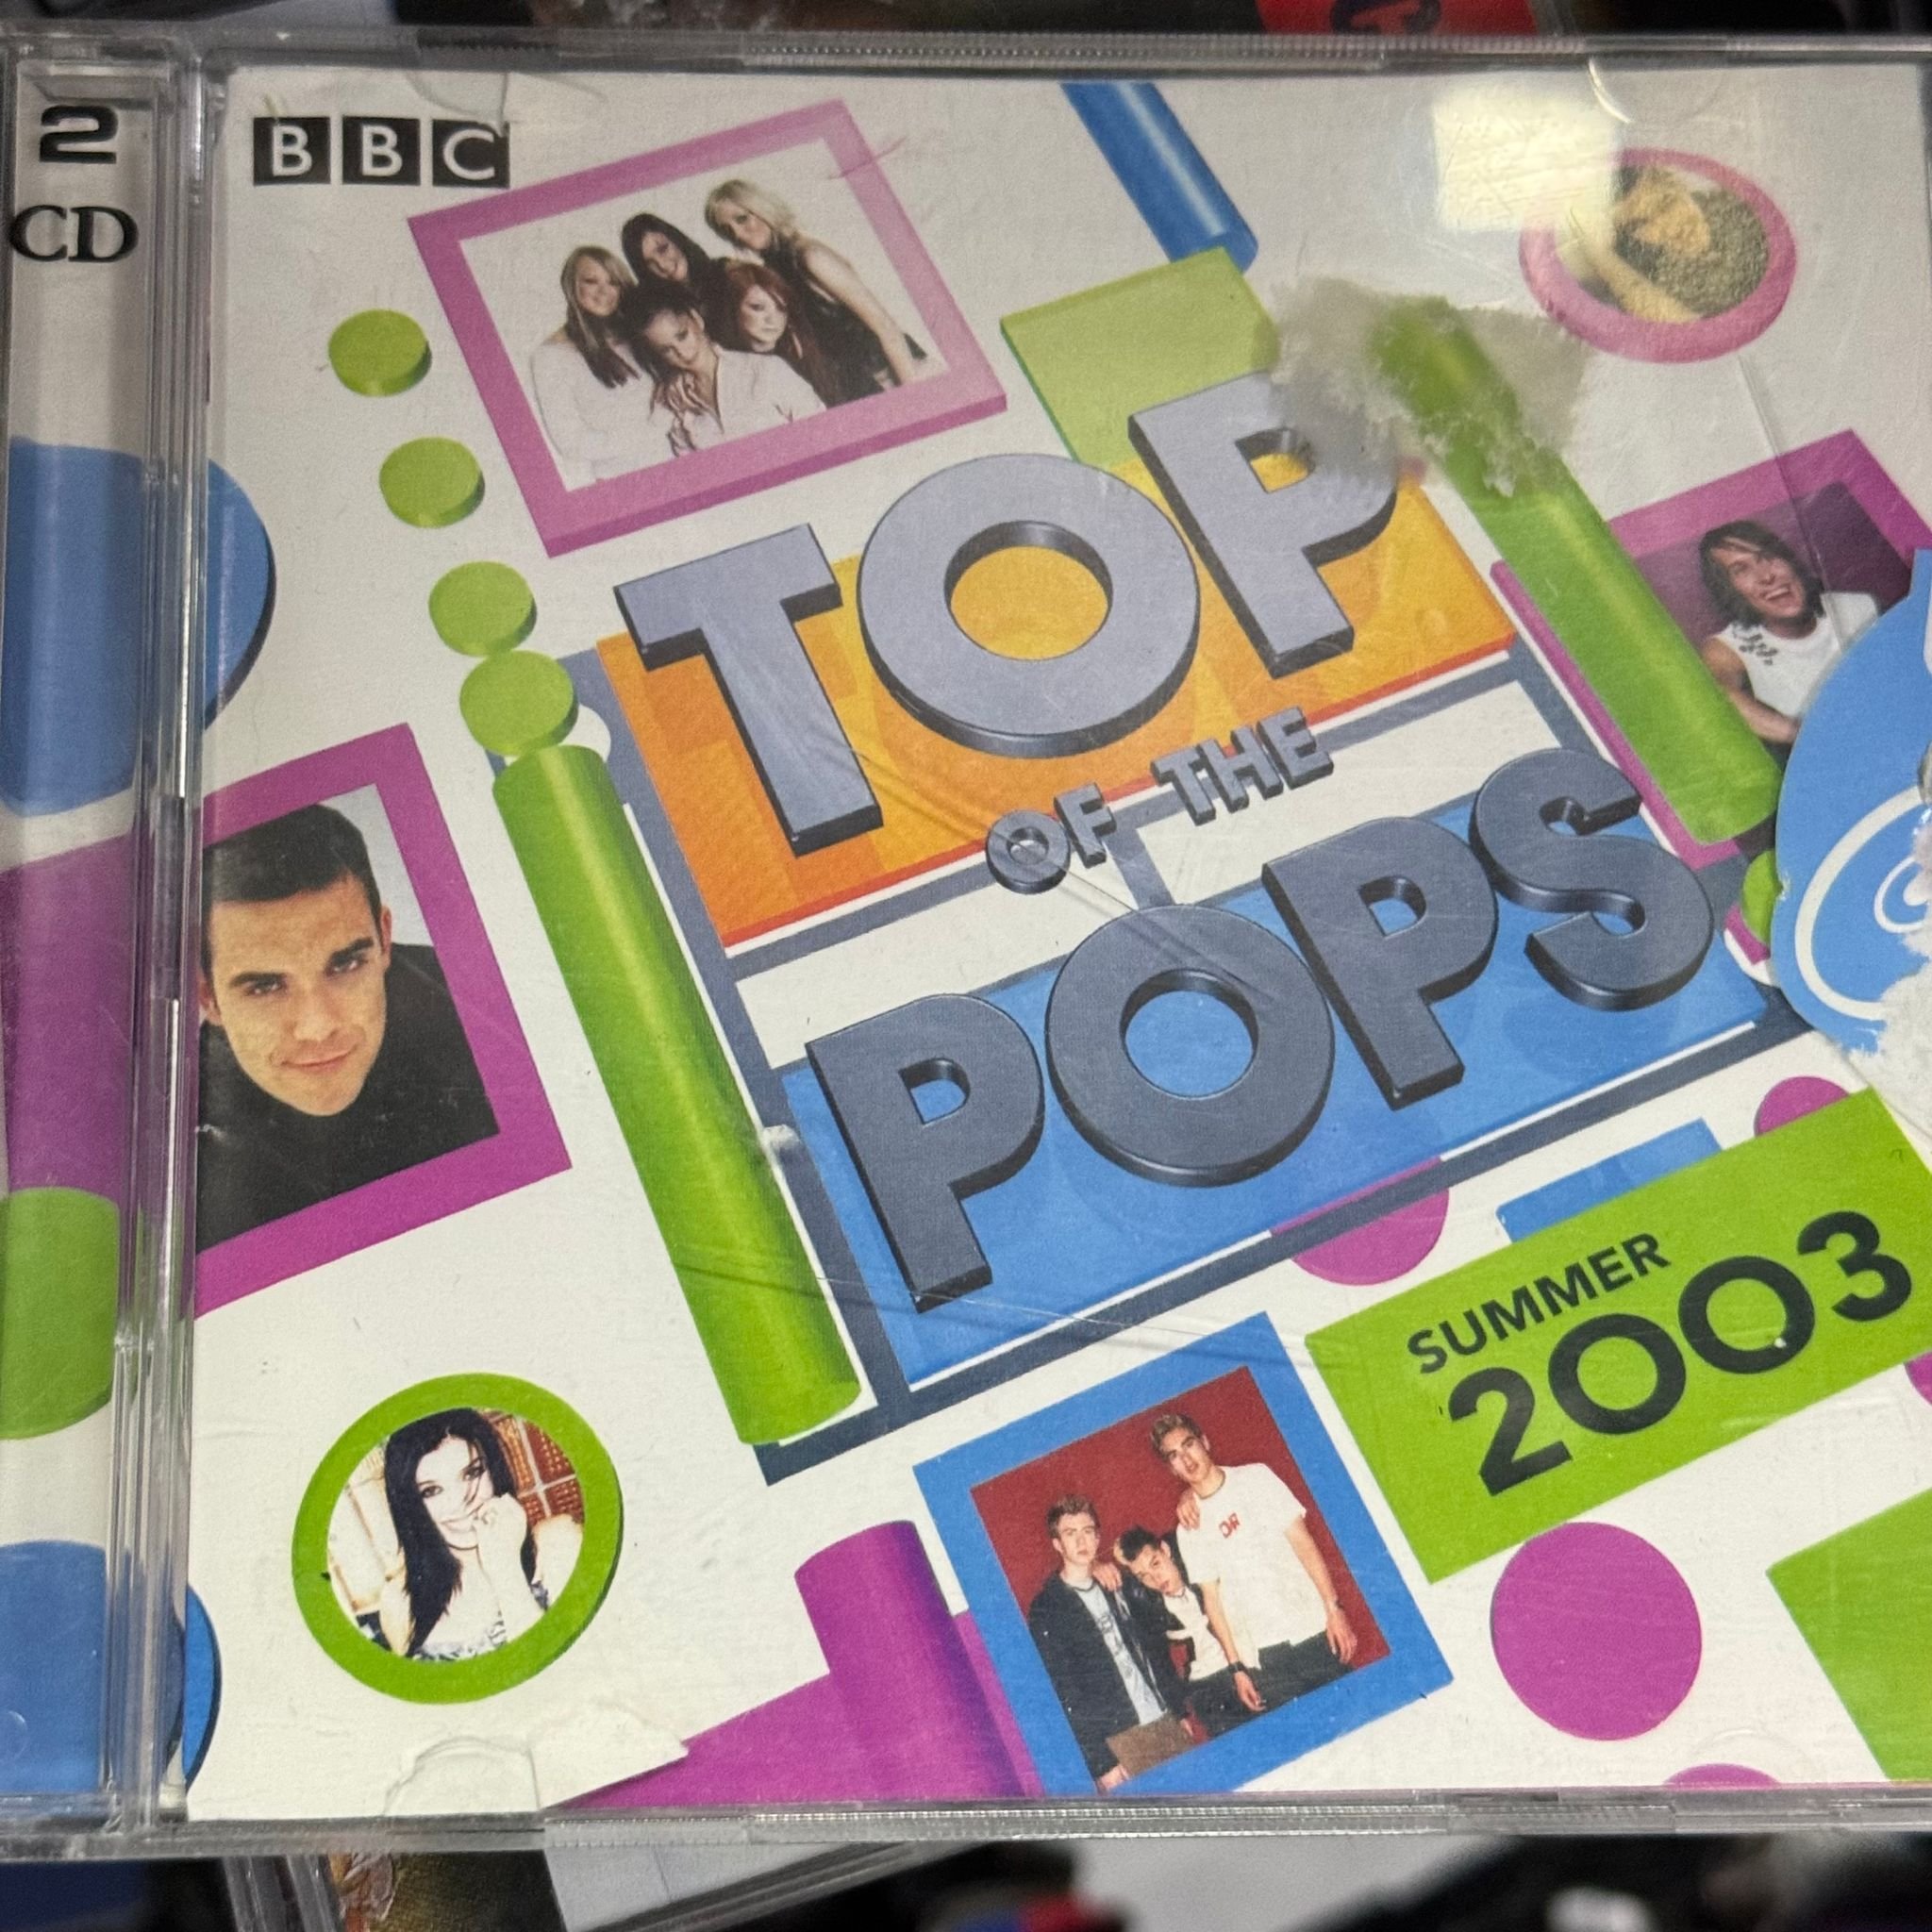 2
CD
BBC
TOP
OF THE
POPS
SUMMER
2003